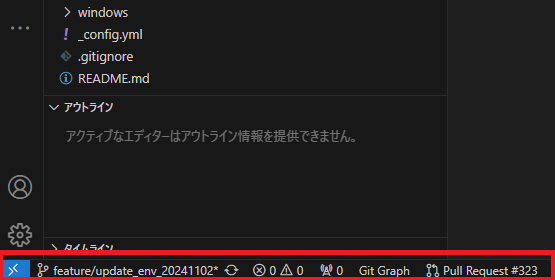 windows
_config.yml
.gitignore
README.md
アウトライン
アクティブなエディターはアウトライン情報を提供できません。
タイムライン
feature/update_env_20241102* 0 0 0 Git Graph Pull Request #323